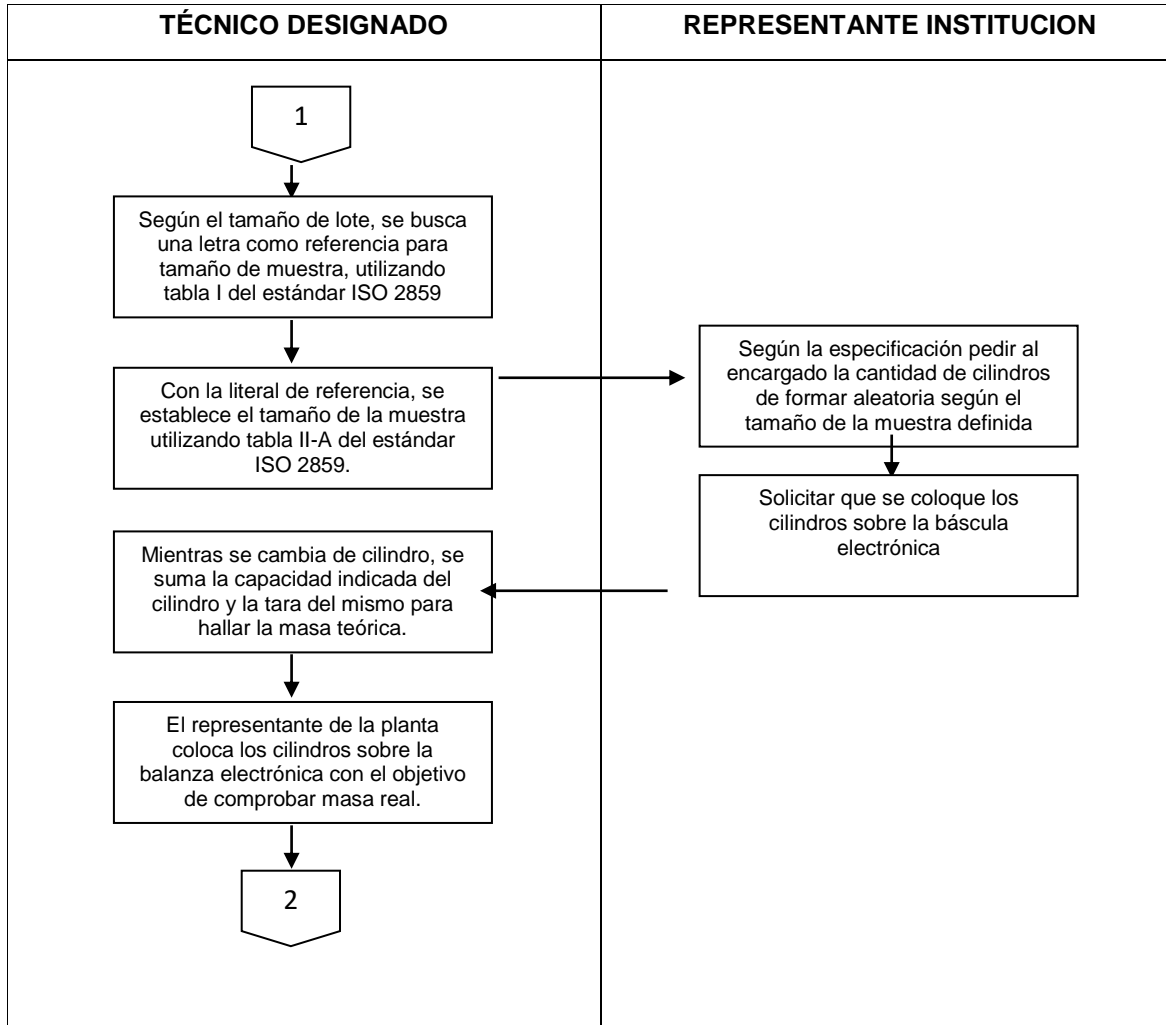 TÉCNICO DESIGNADO
REPRESENTANTE INSTITUCION
1
Según el tamaño de lote, se busca
una letra como referencia para
tamaño de muestra, utilizando
tabla I del estándar ISO 2859
Con la literal de referencia, se
establece el tamaño de la muestra
utilizando tabla II-A del estándar
ISO 2859.
Según la especificación pedir al
encargado la cantidad de cilindros
de formar aleatoria según el
tamaño de la muestra definida
Solicitar que se coloque los
cilindros sobre la báscula
electrónica
Mientras se cambia de cilindro, se
suma la capacidad indicada del
cilindro y la tara del mismo para
hallar la masa teórica.
El representante de la planta
coloca los cilindros sobre la
balanza electrónica con el objetivo
de comprobar masa real.
2